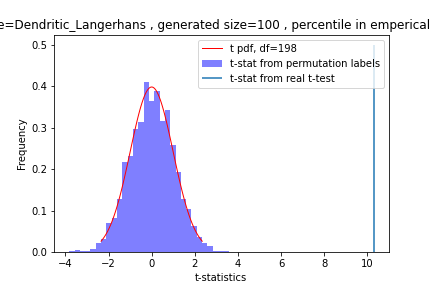 e=Dendritic_Langerhans , generated size=100 , percentile in emperical
t pdf, df=198
t-stat from permutation labels
t-stat from real t-test
Frequency
0.5
0.4
0.3
0.2
0.1
0.0
−4
−2
0
2
4
6
8
10
t-statistics